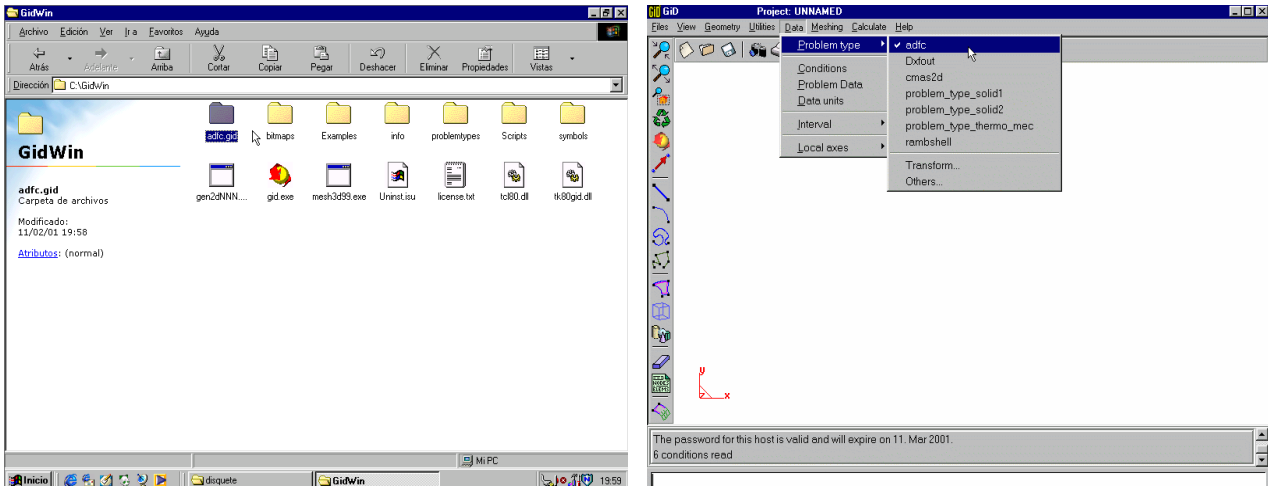 GidWin
Archivo Edición Ver Ir a Favoritos Ayuda
Atrás Adelante Arriba Cortar Copiar Pegar Deshacer Eliminar Propiedades Vistas
Dirección C:\GidWin
GidWin
adfc.gid
Carpeta de archivos
Modificado:
11/02/01 19:58
Atributos: (normal)
adfc.gid bitmaps Examples info problemtypes Scripts symbols
gen2dNNN.... gid.exe mesh3d99.exe Uninst.isu license.txt tcl80.dll tk80gid.dll
Mi PC
Inicio disquete GidWin 19:59
GiD Project: UNNAMED
Files View Geometry Utilities Data Meshing Calculate Help
Problem type
Conditions
Problem Data
Data units
Interval
Local axes
adfc
Dxfout
cmas2d
problem_type_solid1
problem_type_solid2
problem_type_thermo_mec
rambshell
Transform...
Others...
y
z x
The password for this host is valid and will expire on 11. Mar 2001.
6 conditions read